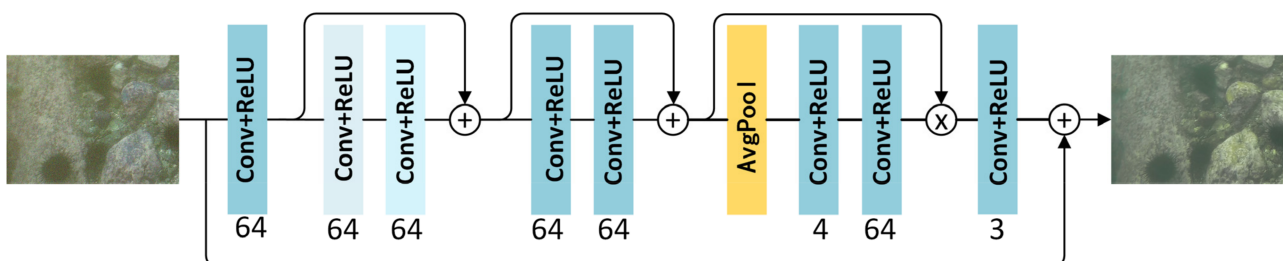 Conv+ReLU
Conv+ReLU
Conv+ReLU
+
Conv+ReLU
Conv+ReLU
+
AvgPool
Conv+ReLU
Conv+ReLU
X
Conv+ReLU
+
64
64
64
64
64
4
64
3